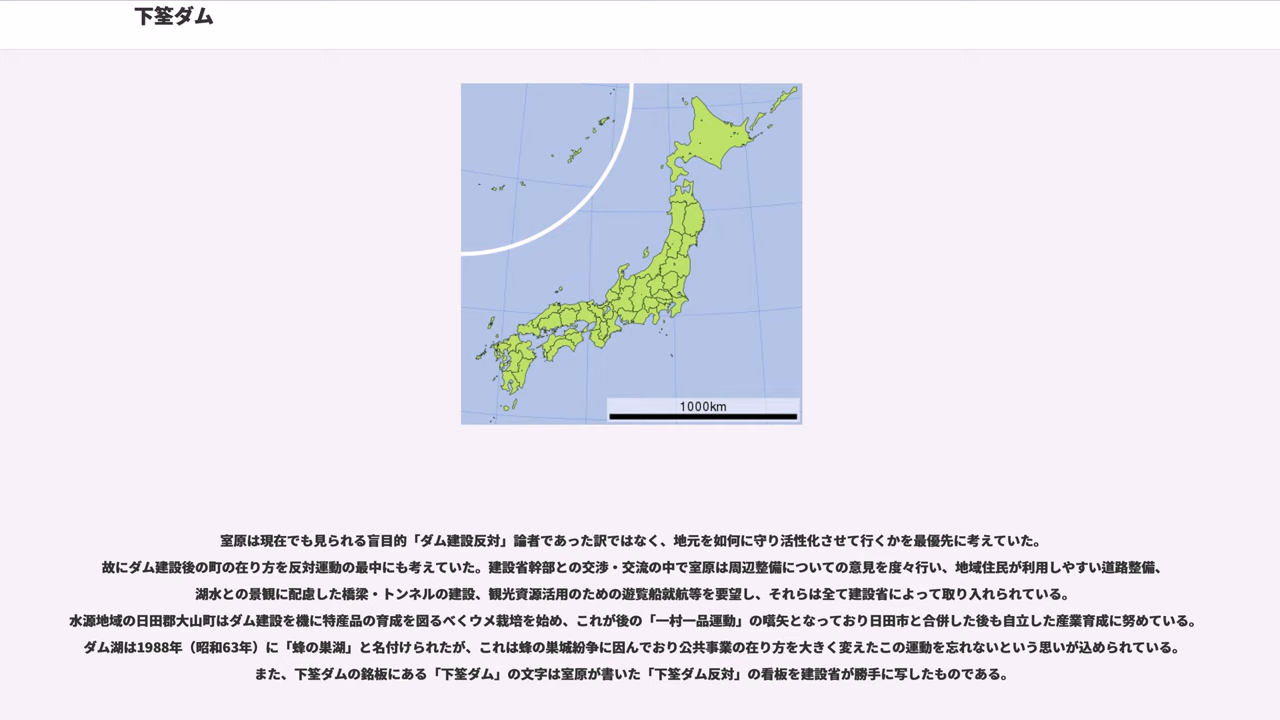 下筌ダム
1000km
室原は現在でも見られる盲目的「ダム建設反対」論者であった訳ではなく、地元を如何に守り活性化させて行くかを最優先に考えていた。
故にダム建設後の町の在り方を反対運動の最中にも考えていた。建設省幹部との交渉・交流の中で室原は周辺整備についての意見を度々行い、地域住民が利用しやすい道路整備、
湖水との景観に配慮した橋梁・トンネルの建設、観光資源活用のための遊覧船就航等を要望し、それらは全て建設省によって取り入れられている。
水源地域の日田郡大山町はダム建設を機に特産品の育成を図るべくウメ栽培を始め、これが後の「一村一品運動」の嚆矢となっており日田市と合併した後も自立した産業育成に努めている。
ダム湖は1988年（昭和63年）に「蜂の巣湖」と名付けられたが、これは蜂の巣城紛争に因んでおり公共事業の在り方を大きく変えたこの運動を忘れないという思いが込められている。
また、下筌ダムの銘板にある「下筌ダム」の文字は室原が書いた「下筌ダム反対」の看板を建設省が勝手に写したものである。